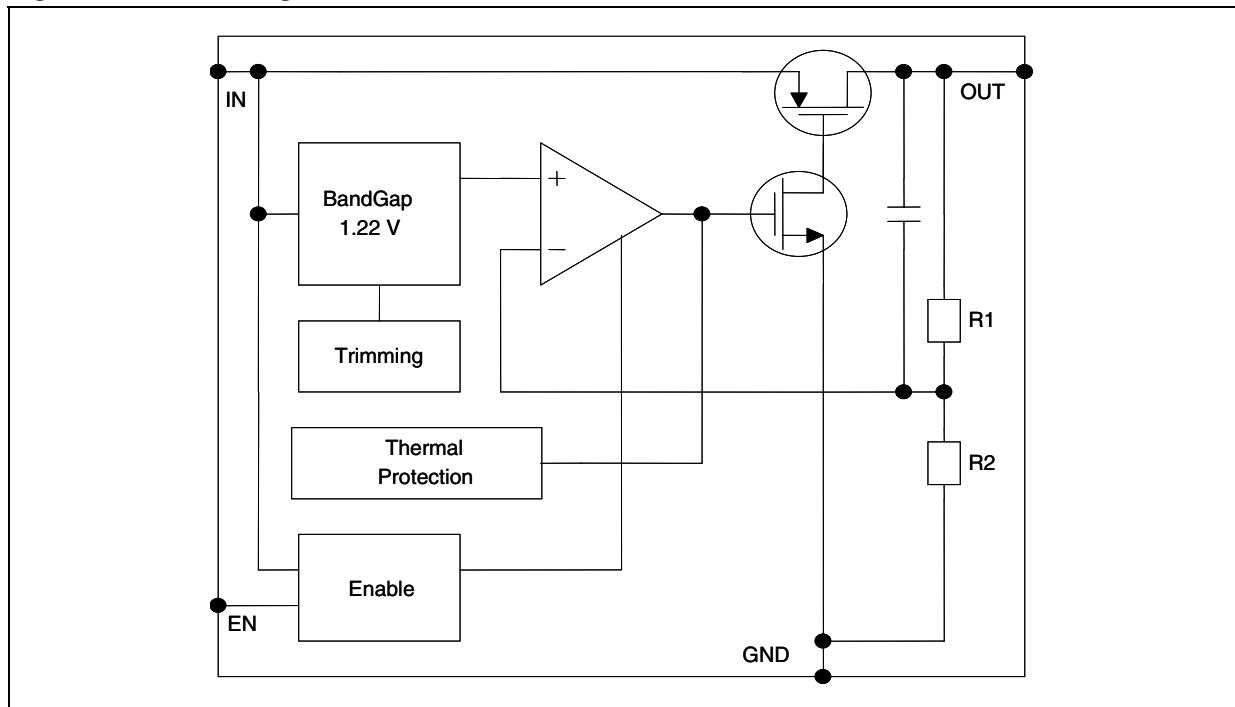 IN
OUT
BandGap
1.22 V
+
−
R1
Trimming
Thermal
Protection
R2
Enable
EN
GND